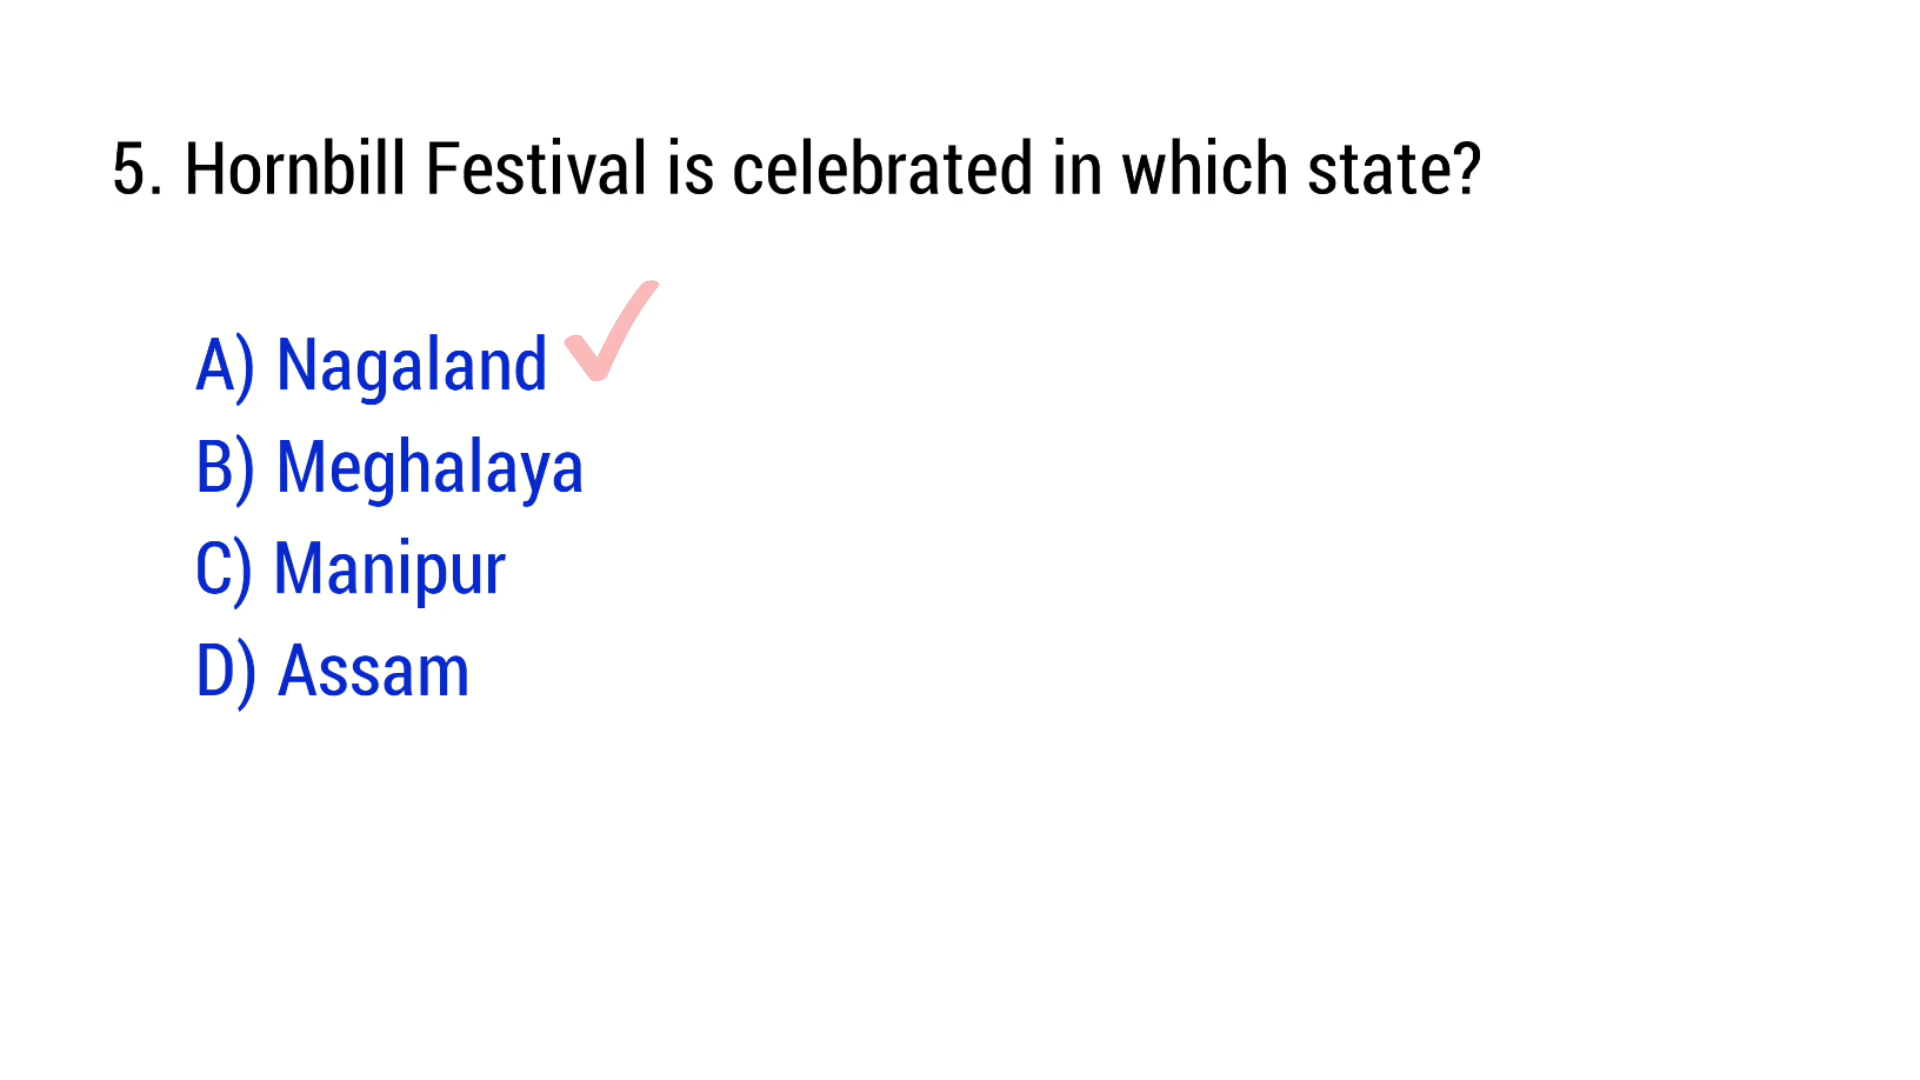 5. Hornbill Festival is celebrated in which state?
A) Nagaland
B) Meghalaya
C) Manipur
D) Assam